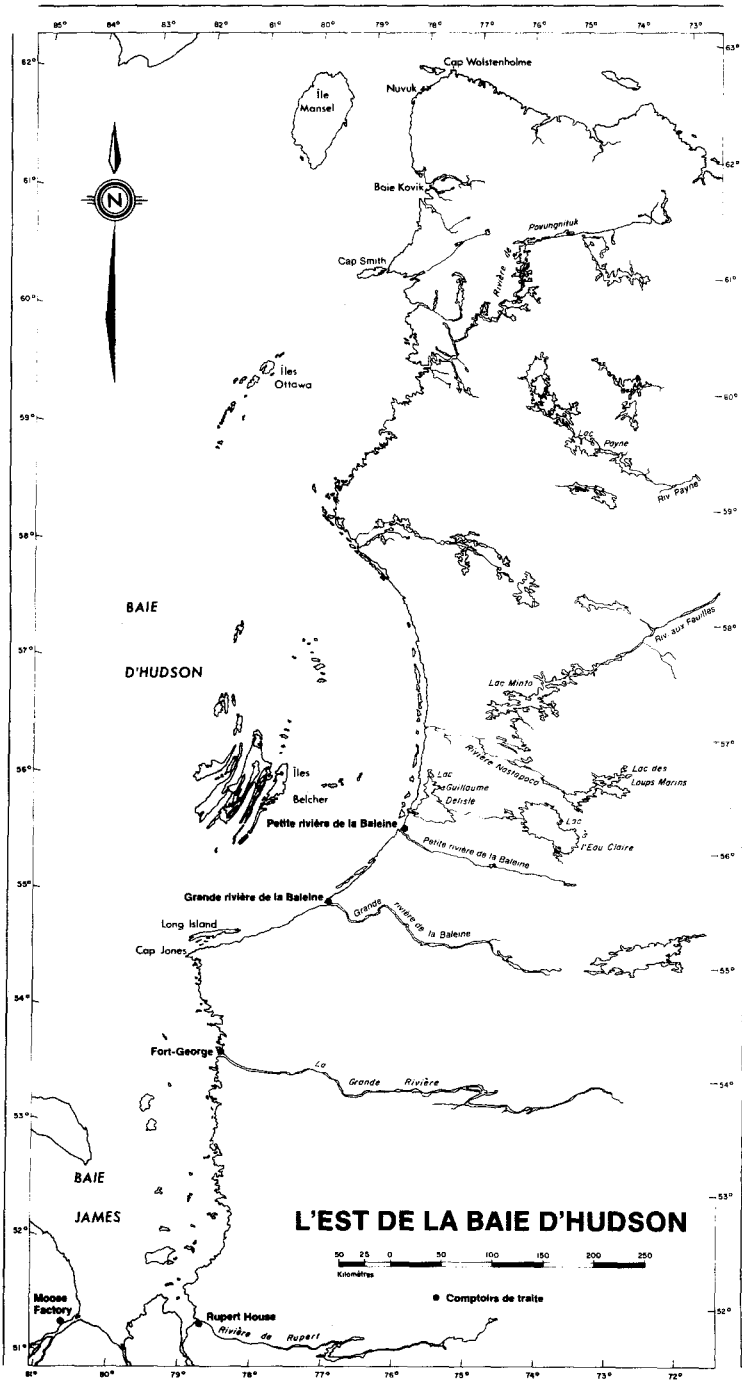 85° 84° 83° 82° 81° 80° 79° 78° 77° 76° 75° 74° 73°
62°
63°
Cap Wolstenholme
Nuvuk
Île
Mansel
62°
61°
Baie Kovik
N
Povungnituk
Rivière de
Cap Smith
61°
60°
Îles
Ottawa
60°
59°
Lac
Payne
Riv Payne
59°
58°
BAIE
58°
Riv. aux Feuilles
57°
D'HUDSON
Lac Minto
57°
Rivière Nastapoca
Lac des
Loups Marins
56°
Îles
Belcher
Lac
Guillaume
Delisle
Lac
à
l'Eau Claire
Petite rivière de la Baleine
Petite rivière de la Baleine
56°
55°
Grande rivière de la Baleine
Grande
rivière de
la Baleine
Long Island
Cap Jones
55°
54°
Fort-George
La
Grande Rivière
54°
53°
BAIE
JAMES
53°
52°
L'EST DE LA BAIE D'HUDSON
50 25 0 50 100 150 200 250
Kilomètres
Comptoirs de traite
Moose
Factory
Rupert House
Rivière de Rupert
52°
51°
81° 80° 79° 78° 77° 76° 75° 74° 73° 72°